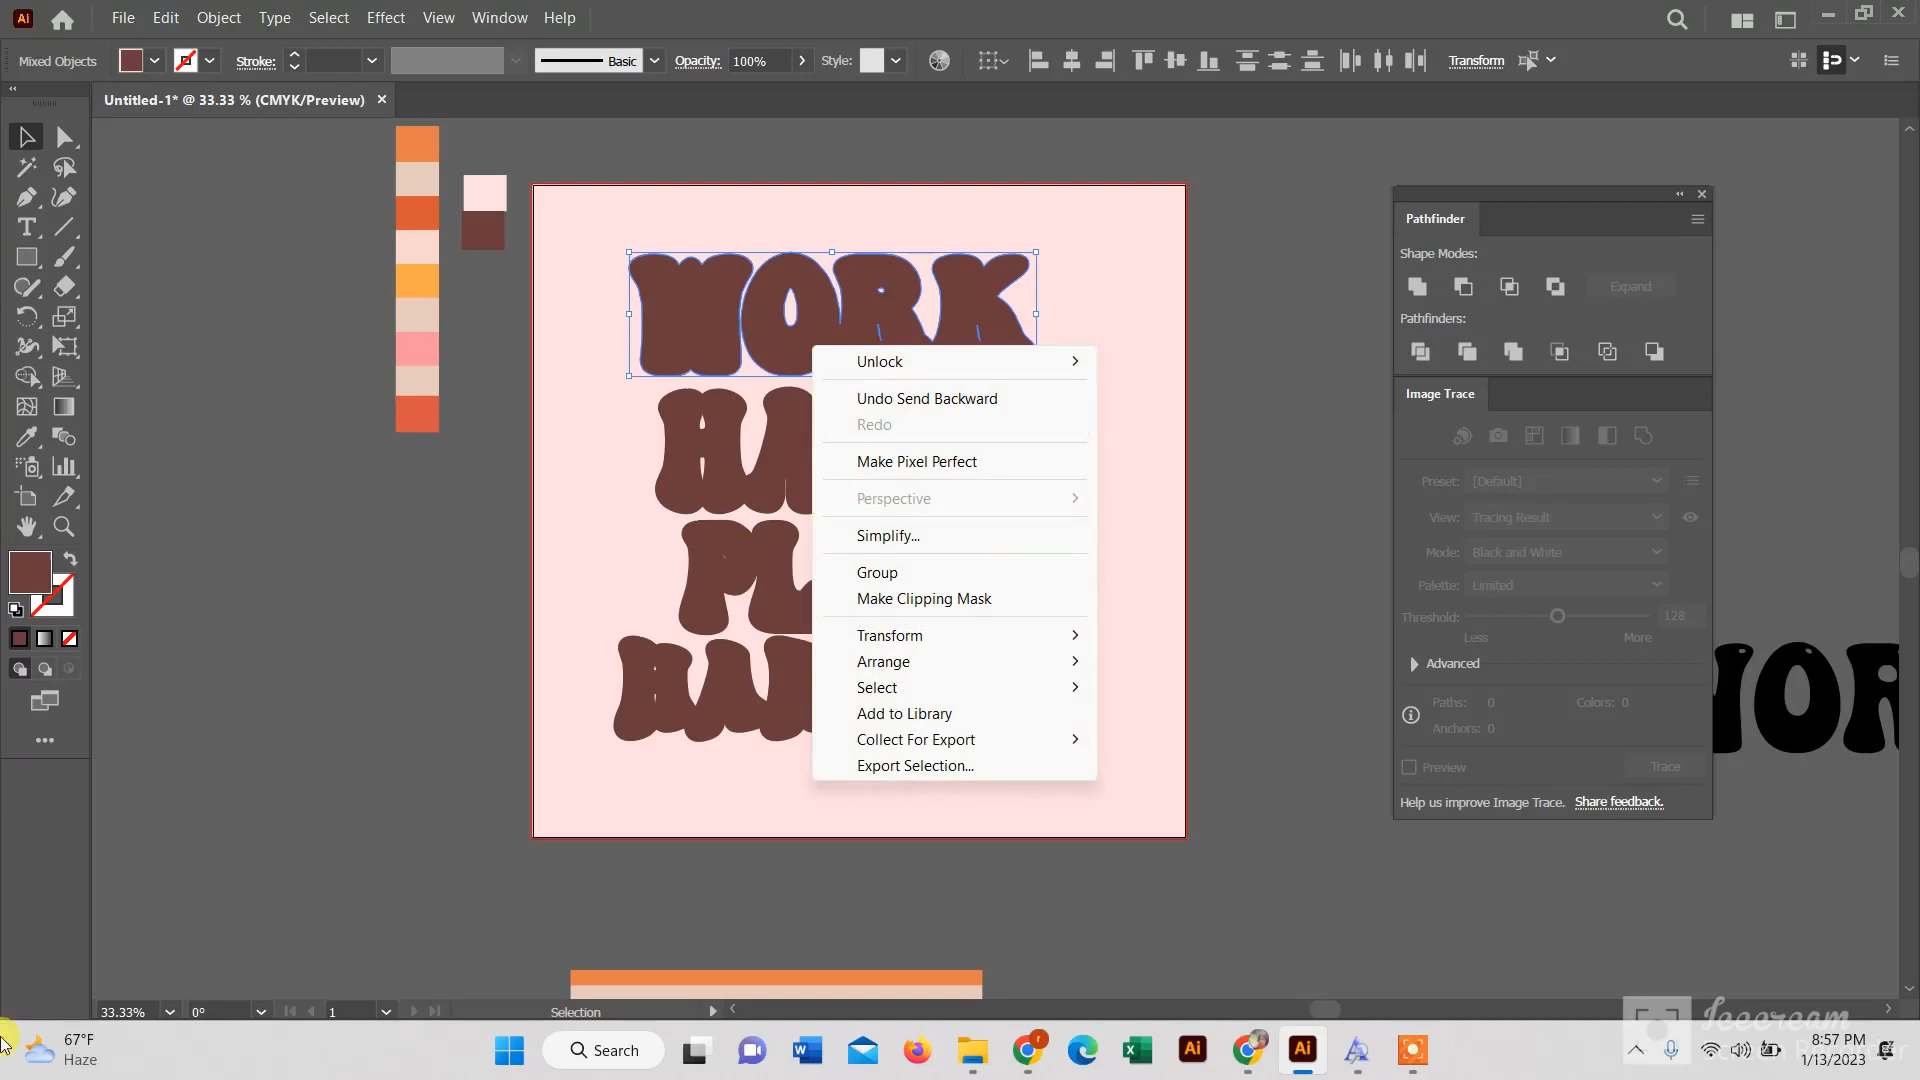 Ai File Edit Object Type Select Effect View Window Help
Mixed Objects Stroke: Basic Opacity: 100% Style: Transform
Untitled-1* @ 33.33 % (CMYK/Preview)
WORK
Unlock
Undo Send Backward
Redo
Make Pixel Perfect
Perspective
Simplify...
Group
Make Clipping Mask
Transform
Arrange
Select
Add to Library
Collect For Export
Export Selection...
PL
Pathfinder
Shape Modes:
Expand
Pathfinders:
Image Trace
Preset: [Default]
View: Tracing Result
Mode: Black and White
Palette: Limited
Threshold: 128
Less More
Advanced
Paths: 0 Colors: 0
Anchors: 0
Preview Trace
Help us improve Image Trace. Share feedback.
33.33% 0° 1 Selection
Icecream
67°F
Haze
Search
8:57 PM
1/13/2023